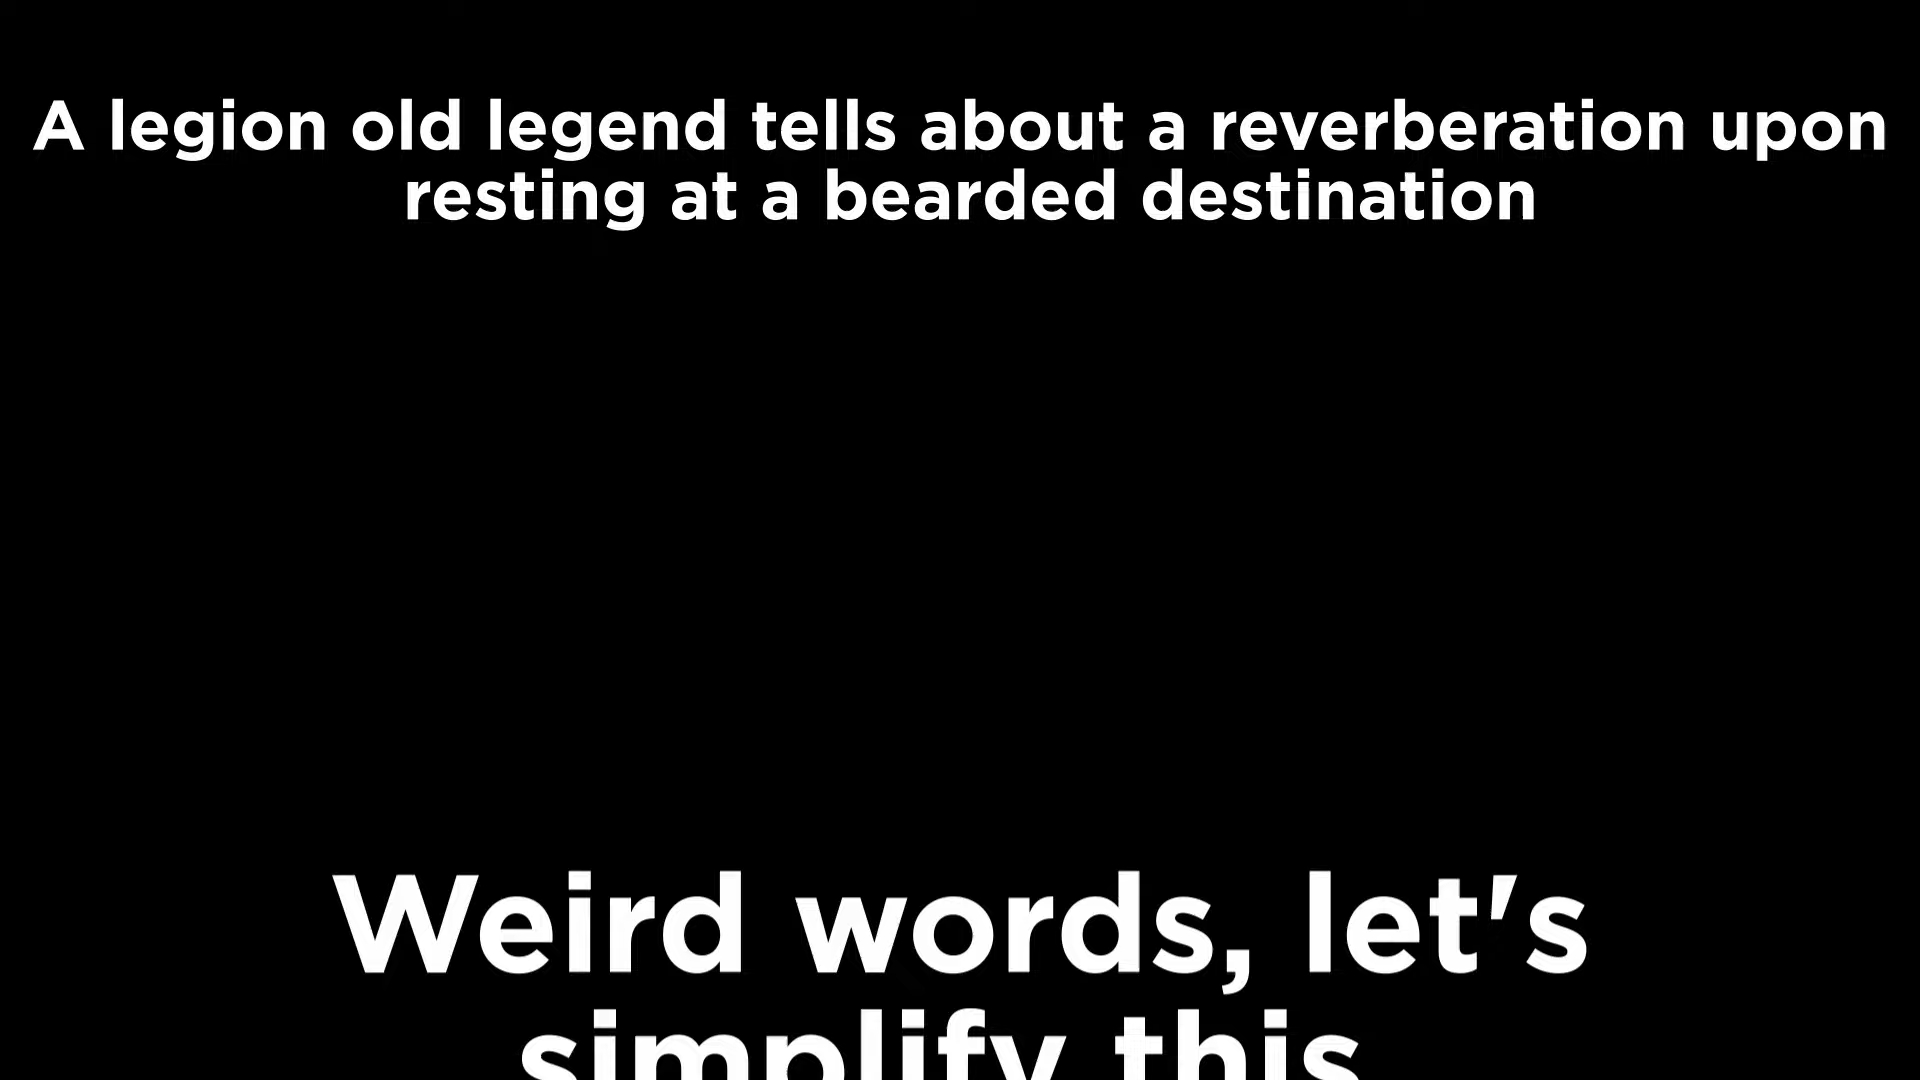 A legion old legend tells about a reverberation upon
resting at a bearded destination
Weird words, let's
simplify this